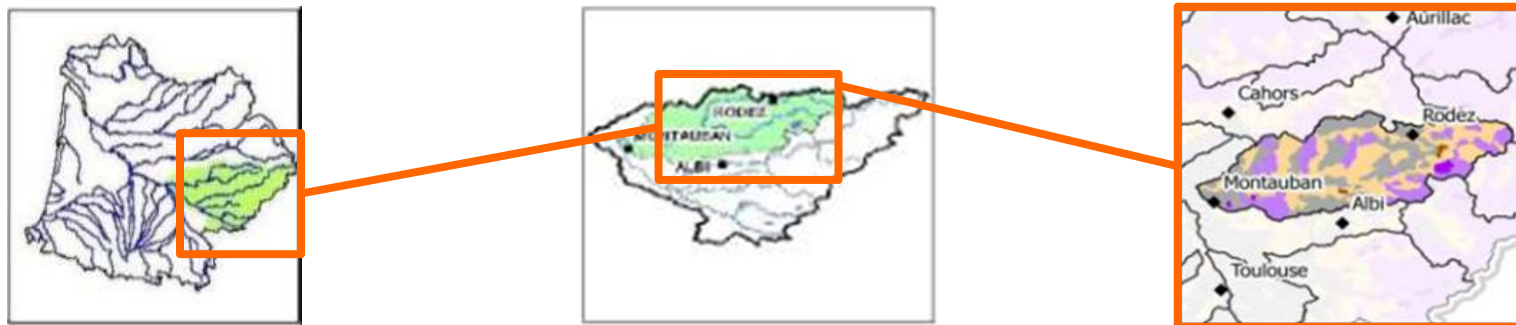 RODEZ
MONTAUBAN
ALBI
Aurillac
Cahors
Rodez
Montauban
Albi
Toulouse